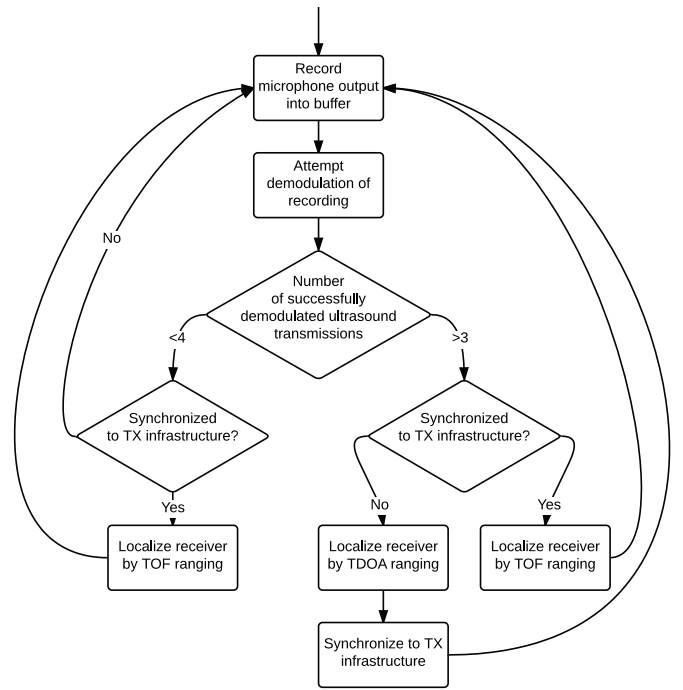 Record
microphone output
into buffer
Attempt
demodulation of
recording
No
Number
of successfully
demodulated ultrasound
transmissions
<4
>3
Synchronized
to TX infrastructure?
Synchronized
to TX infrastructure?
Yes
No
Yes
Localize receiver
by TOF ranging
Localize receiver
by TDOA ranging
Localize receiver
by TOF ranging
Synchronize to TX
infrastructure